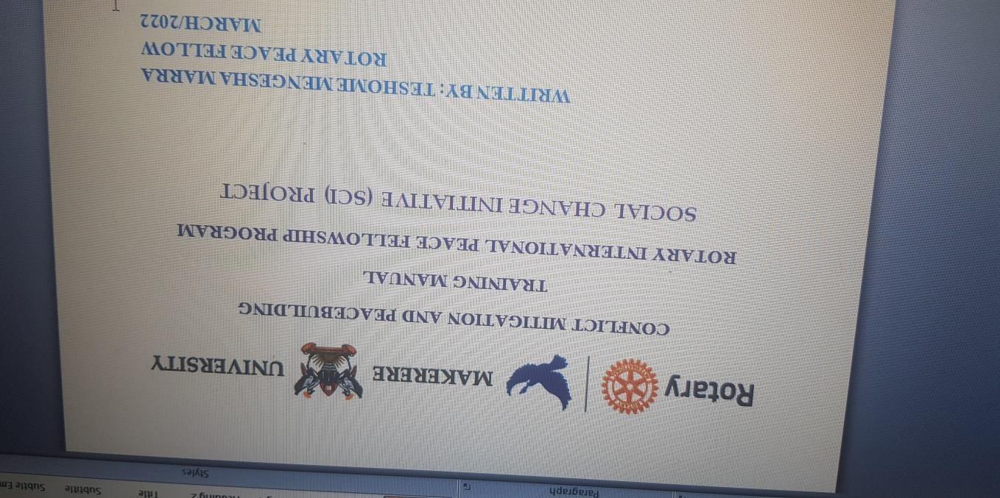 Paragraph
Styles
Title
Subtitle
Subtle Em
Rotary
MAKERERE UNIVERSITY
CONFLICT MITIGATION AND PEACEBUILDING
TRAINING MANUAL
ROTARY INTERNATIONAL PEACE FELLOWSHIP PROGRAM
SOCIAL CHANGE INITIATIVE (SCI) PROJECT
WRITTEN BY: TESHOME MENGESHA MARRA
ROTARY PEACE FELLOW
MARCH/2022